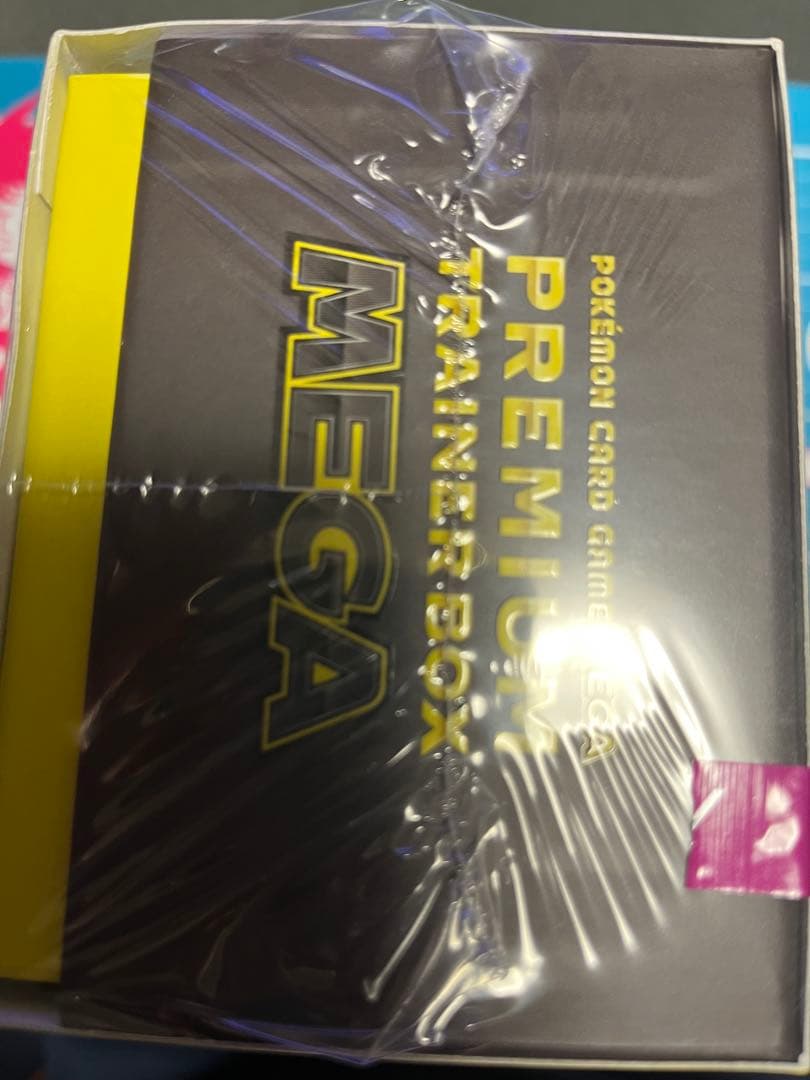 POKÉMON CARD GAME MEGA
PREMIUM
TRAINER BOX
MEGA